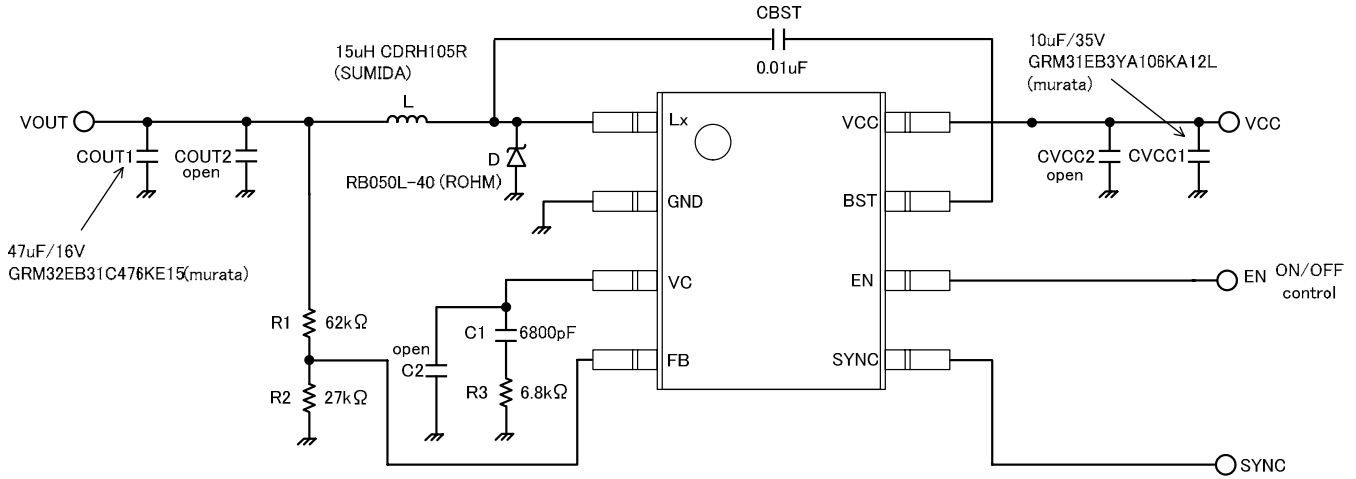 CBST
0.01uF
15uH CDRH105R
(SUMIDA)
L
10uF/35V
GRM31EB3YA106KA12L
(murata)
VOUT
COUT1
COUT2
open
D
RB050L-40 (ROHM)
Lx
GND
VC
FB
VCC
BST
EN
SYNC
VCC
CVCC2
open
CVCC1
47uF/16V
GRM32EB31C476KE15(murata)
EN
ON/OFF
control
R1
62kΩ
R2
27kΩ
open
C2
C1
6800pF
R3
6.8kΩ
SYNC